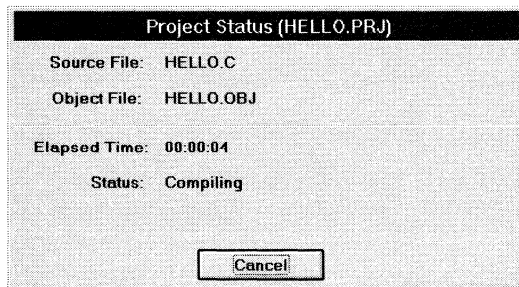 Project Status (HELLO.PRJ)
Source File: HELLO.C
Object File: HELLO.OBJ
Elapsed Time: 00:00:04
Status: Compiling
Cancel